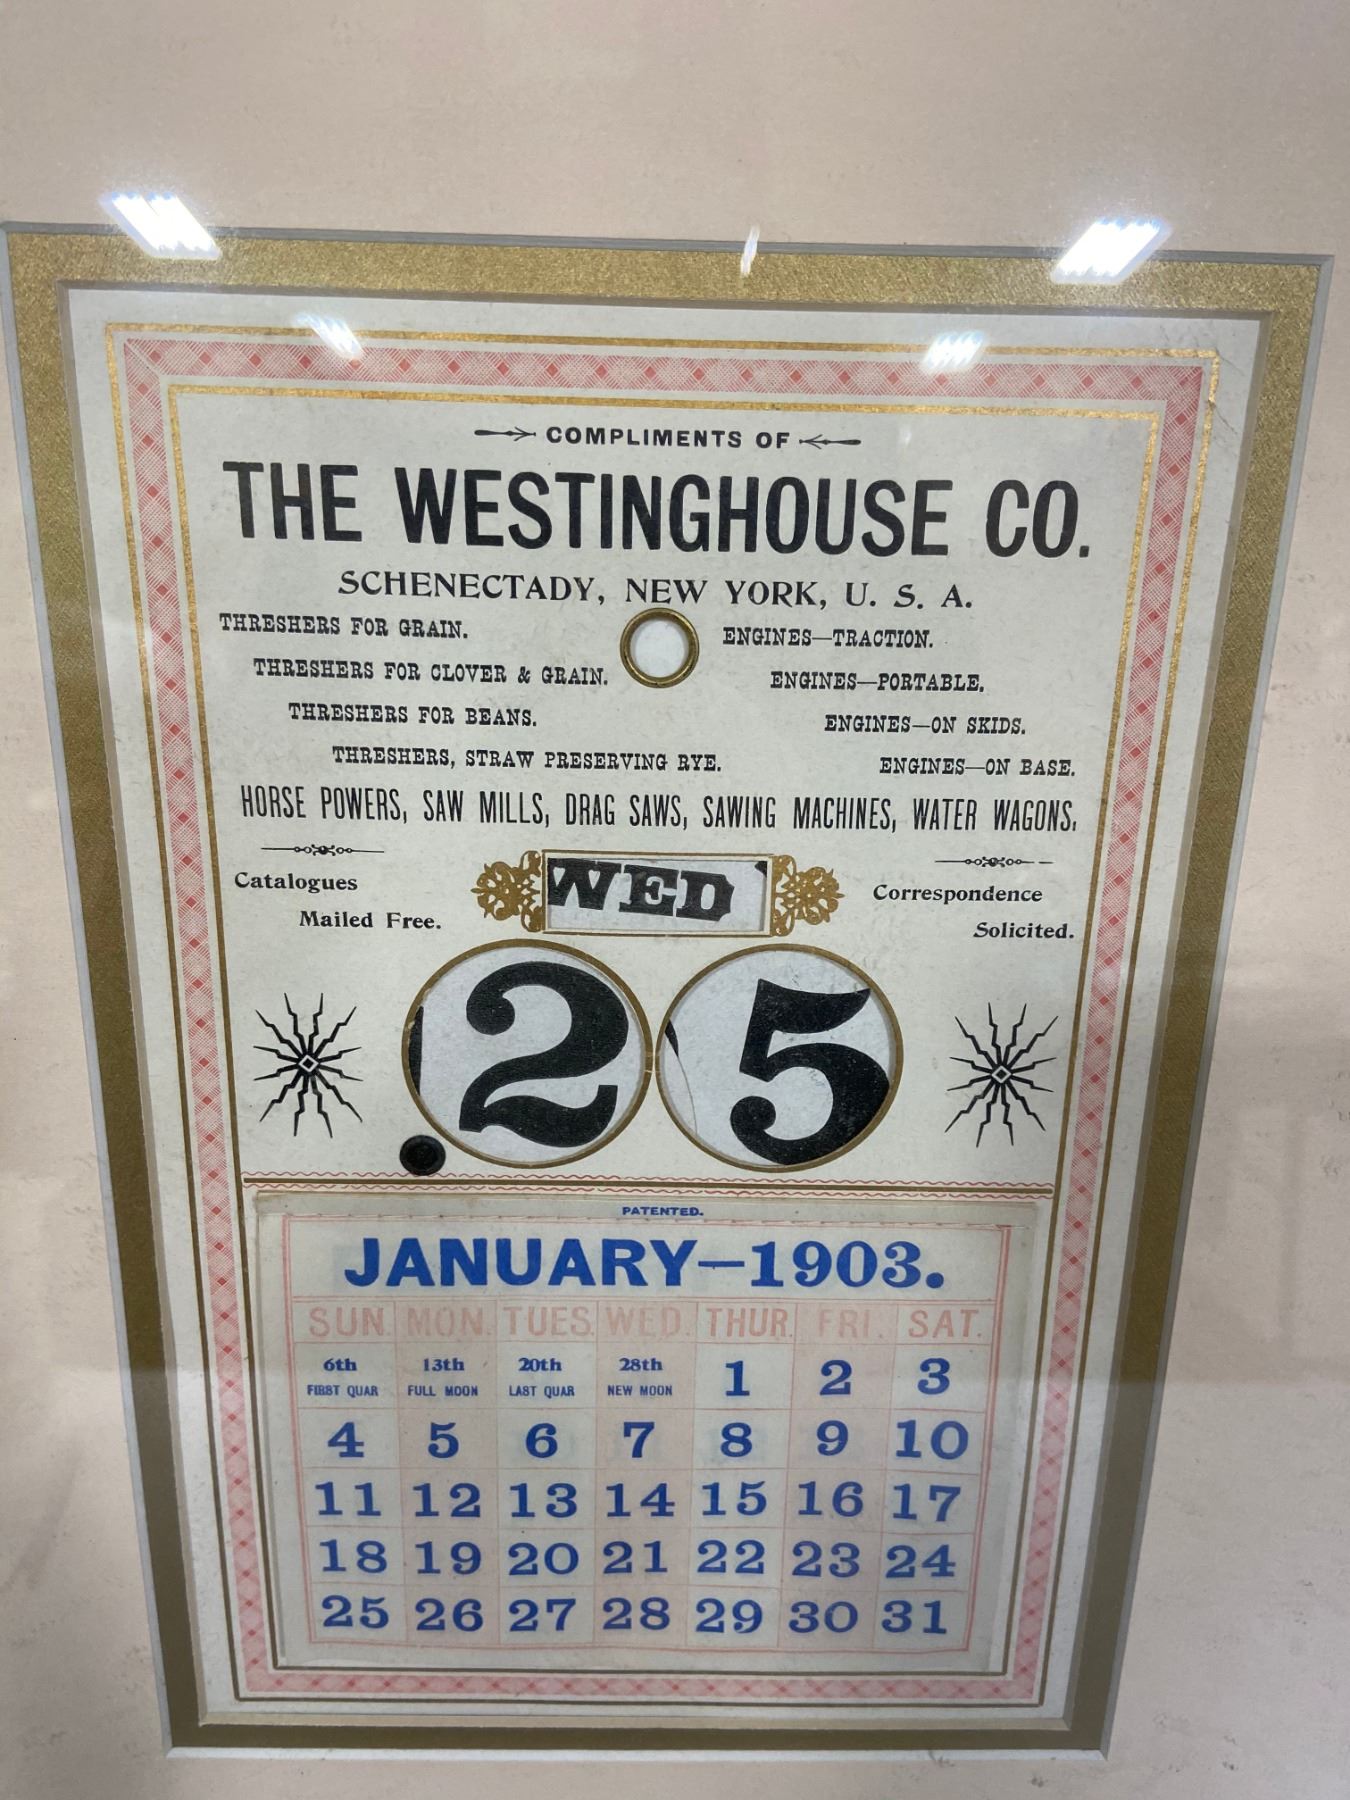 COMPLIMENTS OF
THE WESTINGHOUSE CO.
SCHENECTADY, NEW YORK, U. S. A.
THRESHERS FOR GRAIN.
THRESHERS FOR CLOVER & GRAIN.
THRESHERS FOR BEANS.
THRESHERS, STRAW PRESERVING RYE.
ENGINES—TRACTION.
ENGINES—PORTABLE.
ENGINES—ON SKIDS.
ENGINES—ON BASE.
HORSE POWERS, SAW MILLS, DRAG SAWS, SAWING MACHINES, WATER WAGONS.
Catalogues
Mailed Free.
WED
Correspondence
Solicited.
25
PATENTED.
JANUARY—1903.
SUN. MON. TUES. WED. THUR. FRI. SAT.
6th 13th 20th 28th 1 2 3
FIRST QUAR FULL MOON LAST QUAR NEW MOON
4 5 6 7 8 9 10
11 12 13 14 15 16 17
18 19 20 21 22 23 24
25 26 27 28 29 30 31